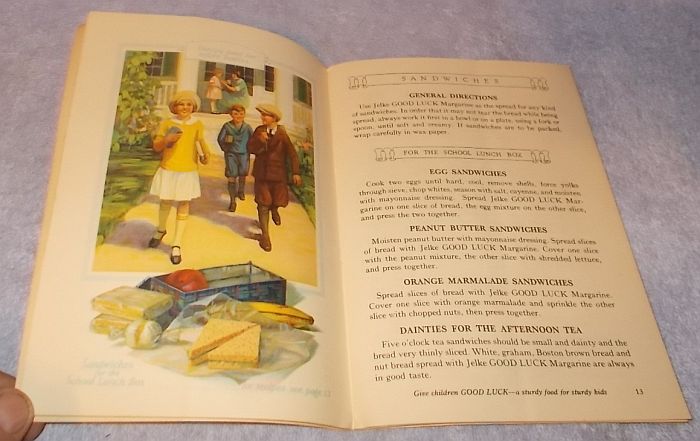 Sandwiches
for the
School Lunch Box
for recipes see page 13
SANDWICHES
GENERAL DIRECTIONS
Use Jelke GOOD LUCK Margarine as the spread for any kind
of sandwiches. In order that it may not tear the bread while being
spread, always work it first in a bowl or on a plate, using a fork or
spoon, until soft and creamy. If sandwiches are to be packed,
wrap carefully in wax paper.
FOR THE SCHOOL LUNCH BOX
EGG SANDWICHES
Cook two eggs until hard, cool, remove shells, force yolks
through sieve, chop whites, season with salt, cayenne, and moisten
with mayonnaise dressing. Spread Jelke GOOD LUCK Mar-
garine on one slice of bread, the egg mixture on the other slice,
and press the two together.
PEANUT BUTTER SANDWICHES
Moisten peanut butter with mayonnaise dressing. Spread slices
of bread with Jelke GOOD LUCK Margarine. Cover one slice
with the peanut mixture, the other slice with shredded lettuce,
and press together.
ORANGE MARMALADE SANDWICHES
Spread slices of bread with Jelke GOOD LUCK Margarine.
Cover one slice with orange marmalade and sprinkle the other
slice with chopped nuts, then press together.
DAINTIES FOR THE AFTERNOON TEA
Five o'clock tea sandwiches should be small and dainty and the
bread very thinly sliced. White, graham, Boston brown bread and
nut bread spread with Jelke GOOD LUCK Margarine are always
in good taste.
Give children GOOD LUCK—a sturdy food for sturdy kids
13